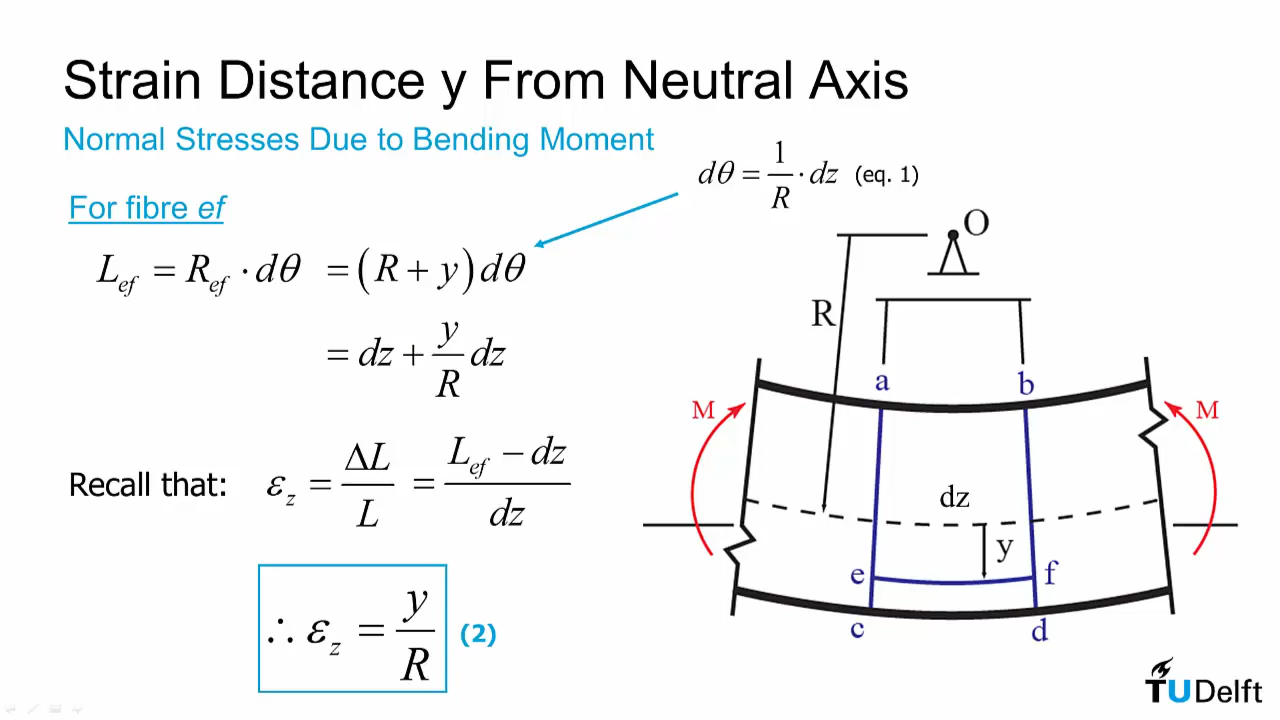 Strain Distance y From Neutral Axis
Normal Stresses Due to Bending Moment
dθ = 1/R · dz (eq. 1)
For fibre ef
L_ef = R_ef · dθ = (R + y) dθ
= dz + y/R dz
Recall that: ε_z = ΔL/L = (L_ef − dz)/dz
∴ ε_z = y/R (2)
O
R
a
b
M
M
dz
y
e
f
c
d
TUDelft